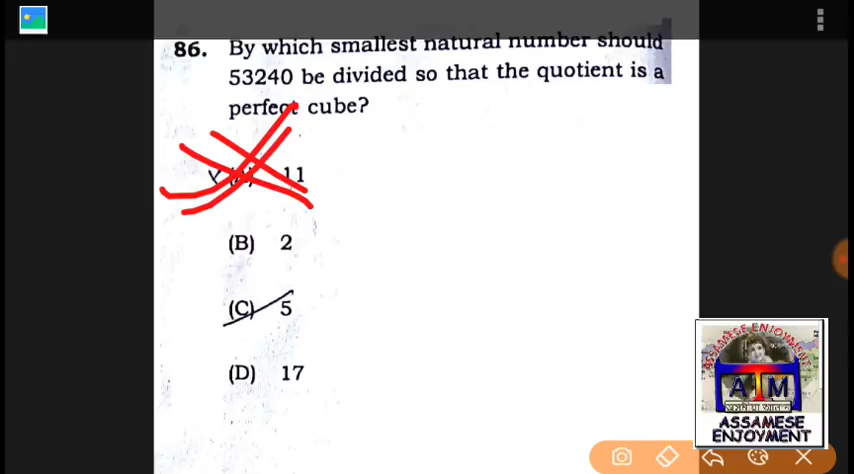 86. By which smallest natural number should
53240 be divided so that the quotient is a
perfect cube?
(A) 11
(B) 2
(C) 5
(D) 17
ASSAMESE ENJOYMENT
ATM
ASSAMESE
ENJOYMENT